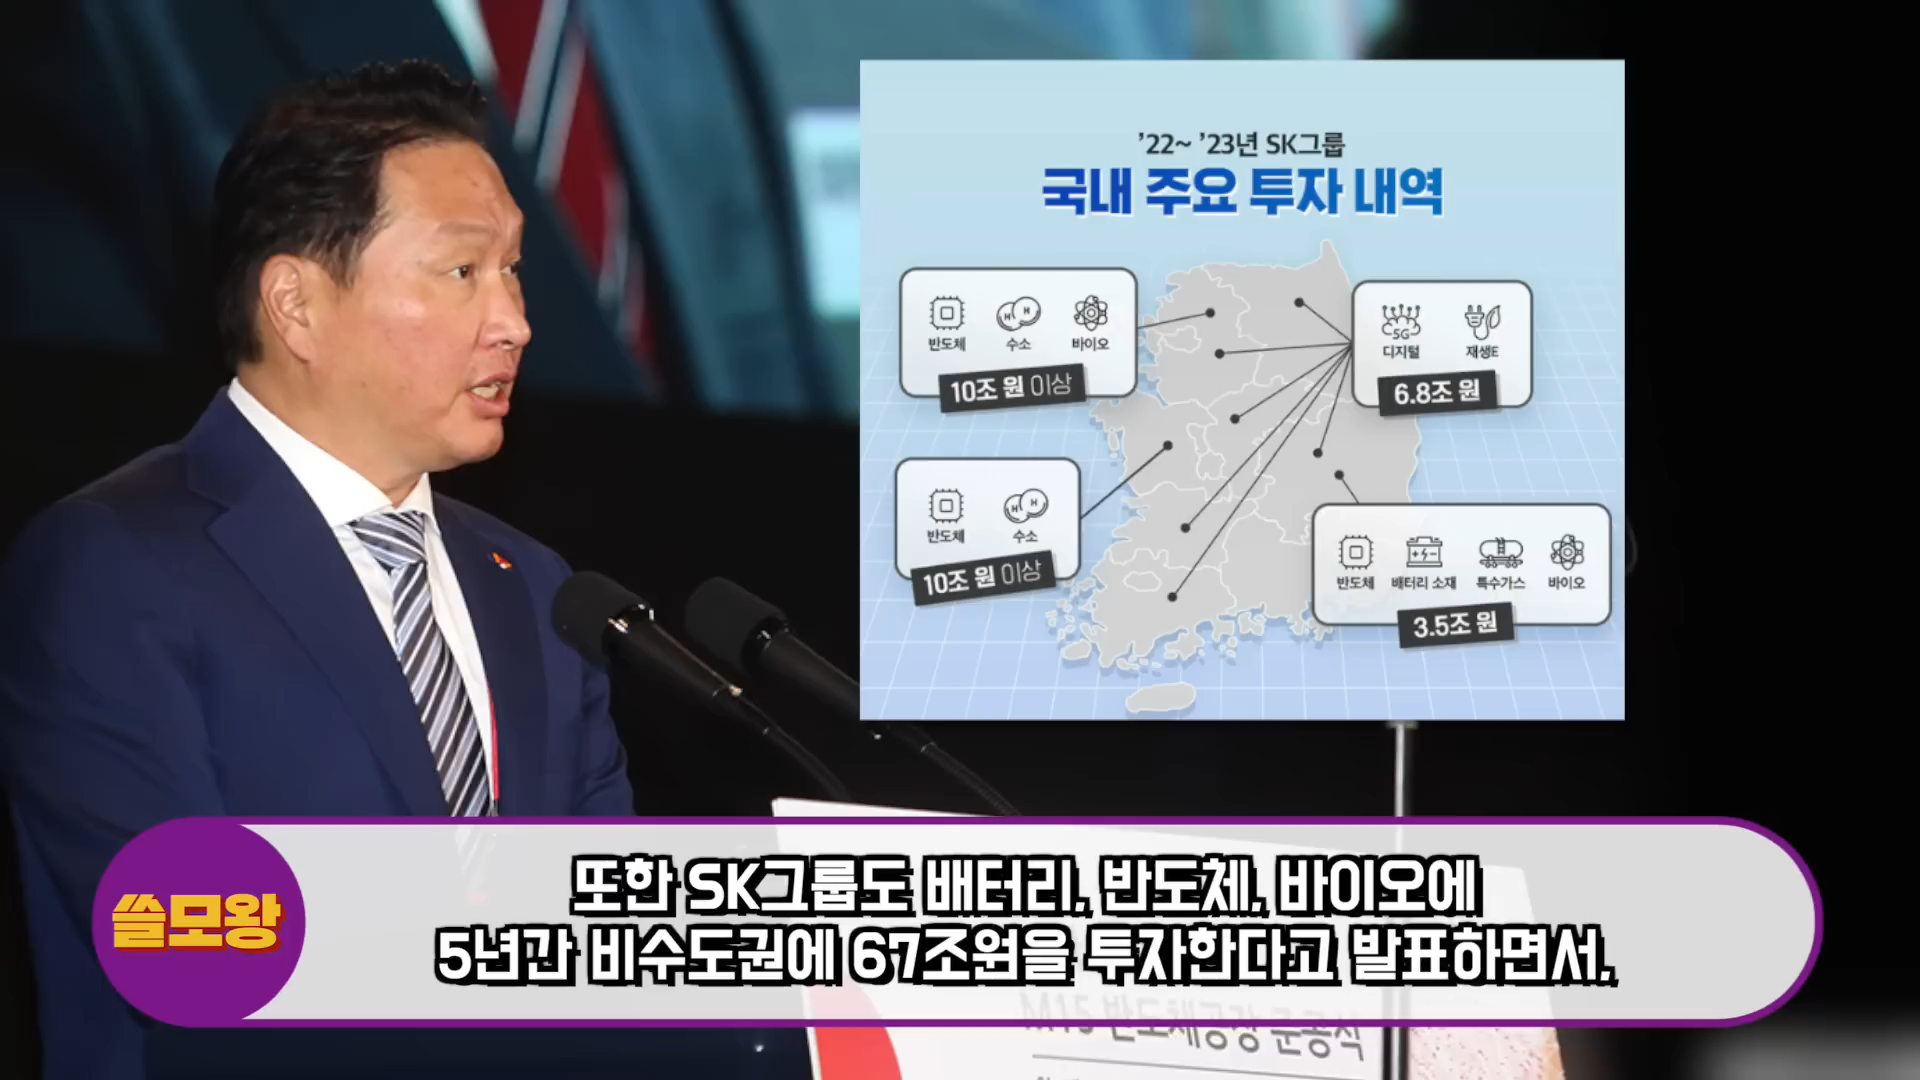 ’22~ ’23년 SK그룹
국내 주요 투자 내역
반도체 수소 바이오
10조 원 이상
5G
디지털 재생E
6.8조 원
반도체 수소
10조 원 이상
반도체 배터리 소재 특수가스 바이오
3.5조 원
쓸모왕
또한 SK그룹도 배터리, 반도체, 바이오에
5년간 비수도권에 67조원을 투자한다고 발표하면서,
M15 반도체공장 준공식